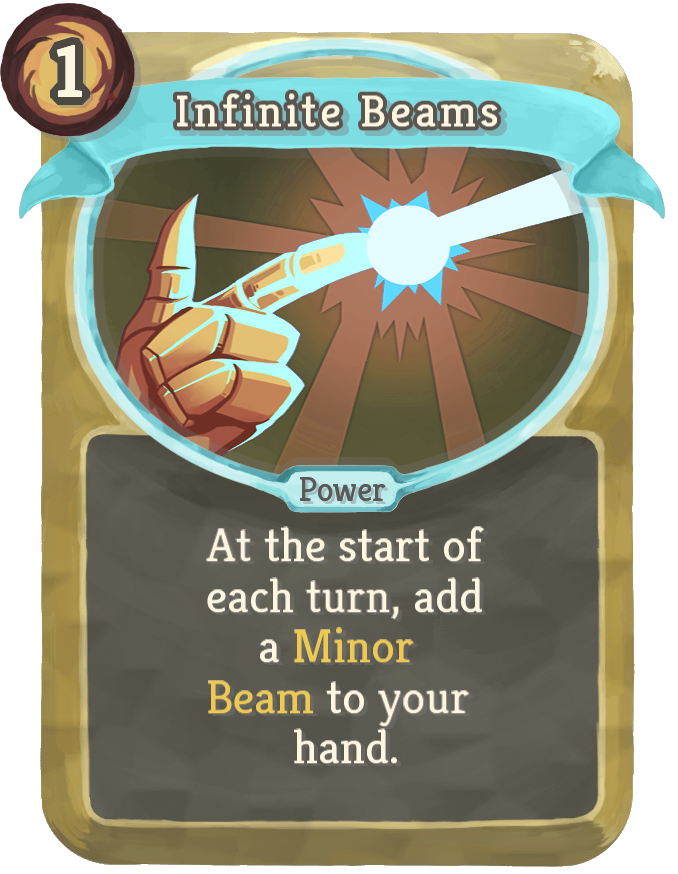 1
Infinite Beams
Power
At the start of
each turn, add
a Minor
Beam to your
hand.